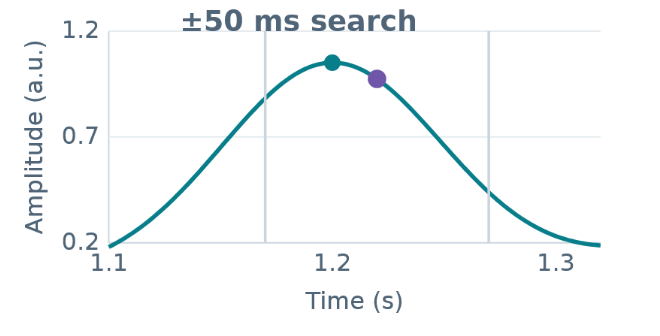 ±50 ms search
1.2
0.7
0.2
Amplitude (a.u.)
1.1 1.2 1.3
Time (s)